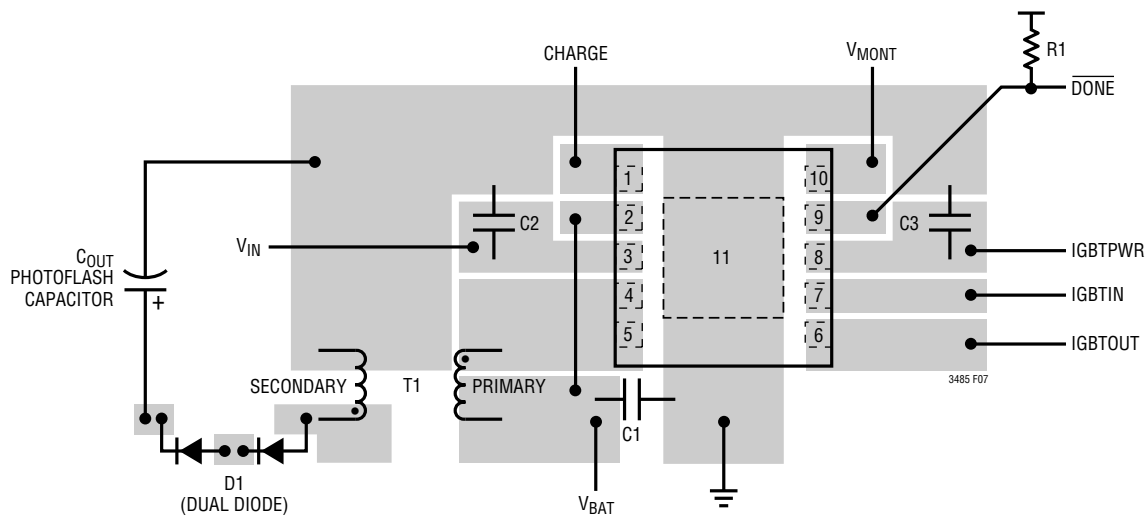 CHARGE
VMONT
R1
DONE
1
10
2
9
C2
C3
VIN
3
11
8
IGBTPWR
COUT
PHOTOFLASH
CAPACITOR
+
4
7
IGBTIN
5
6
IGBTOUT
3485 F07
SECONDARY
T1
PRIMARY
C1
D1
(DUAL DIODE)
VBAT